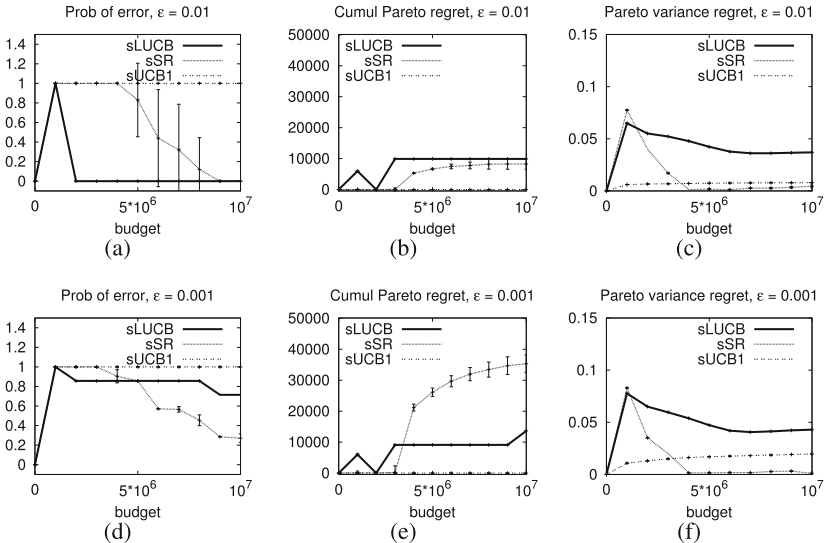 Prob of error, ε = 0.01
1.4
1.2
1
0.8
0.6
0.4
0.2
0
sLUCB
sSR
sUCB1
0
5*10^6
10^7
budget
(a)
Cumul Pareto regret, ε = 0.01
50000
40000
30000
20000
10000
0
sLUCB
sSR
sUCB1
0
5*10^6
10^7
budget
(b)
Pareto variance regret, ε = 0.01
0.15
0.1
0.05
0
sLUCB
sSR
sUCB1
0
5*10^6
10^7
budget
(c)
Prob of error, ε = 0.001
1.4
1.2
1
0.8
0.6
0.4
0.2
0
sLUCB
sSR
sUCB1
0
5*10^6
10^7
budget
(d)
Cumul Pareto regret, ε = 0.001
50000
40000
30000
20000
10000
0
sLUCB
sSR
sUCB1
0
5*10^6
10^7
budget
(e)
Pareto variance regret, ε = 0.001
0.15
0.1
0.05
0
sLUCB
sSR
sUCB1
0
5*10^6
10^7
budget
(f)